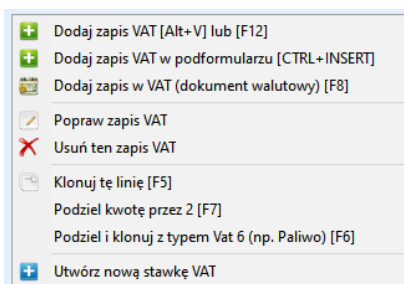 Dodaj zapis VAT [Alt+V] lub [F12]
Dodaj zapis VAT w podformularzu [CTRL+INSERT]
Dodaj zapis w VAT (dokument walutowy) [F8]
Popraw zapis VAT
Usuń ten zapis VAT
Klonuj tę linię [F5]
Podziel kwotę przez 2 [F7]
Podziel i klonuj z typem Vat 6 (np. Paliwo) [F6]
Utwórz nową stawkę VAT